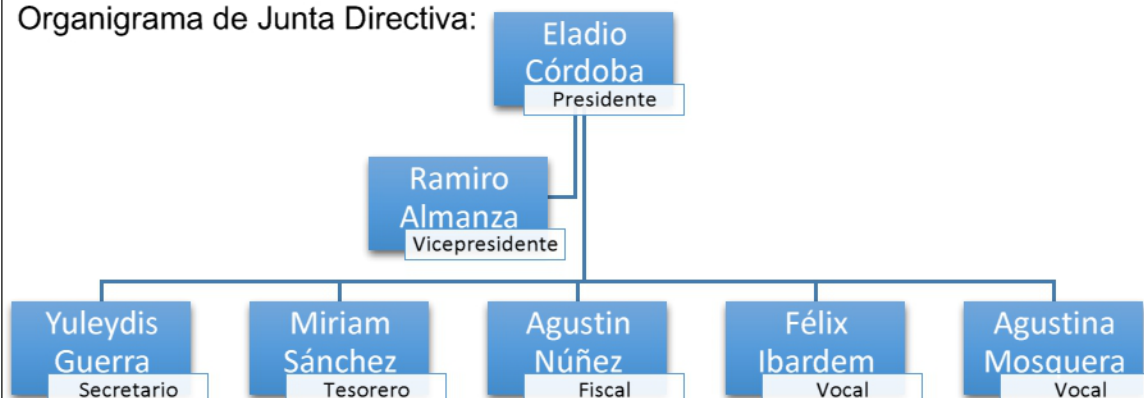 Organigrama de Junta Directiva:
Eladio
Córdoba
Presidente
Ramiro
Almanza
Vicepresidente
Yuleydis
Guerra
Secretario
Miriam
Sánchez
Tesorero
Agustin
Núñez
Fiscal
Félix
Ibardem
Vocal
Agustina
Mosquera
Vocal